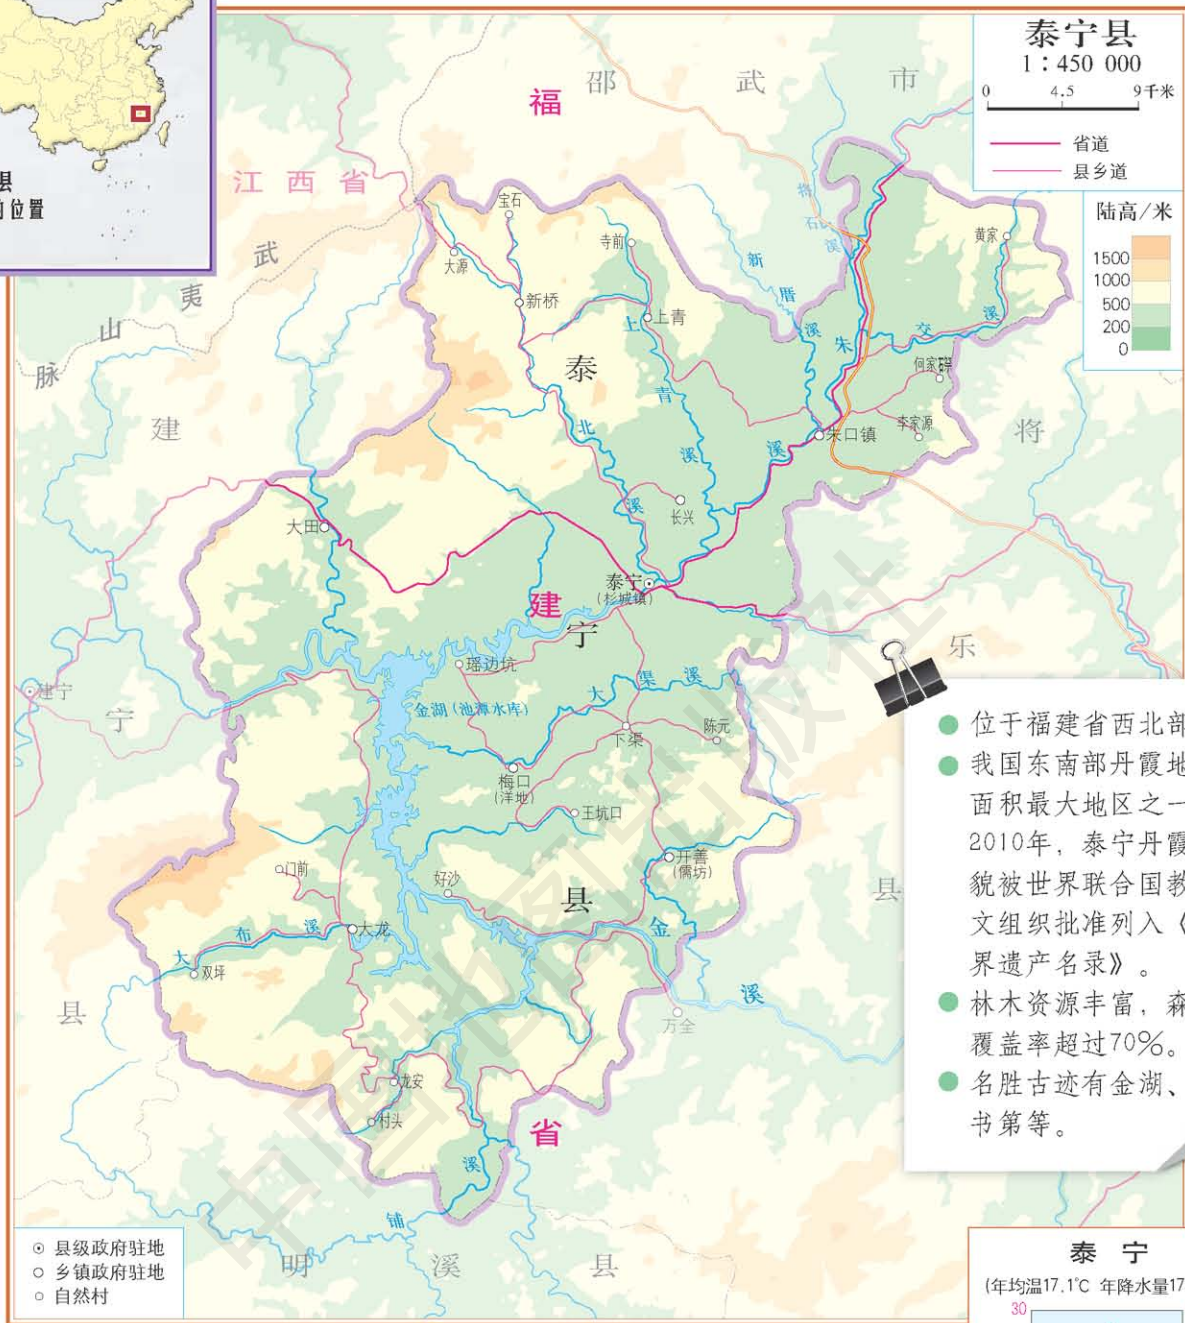 县
的位置
泰宁县
1：450 000
0 4.5 9千米
省道
县乡道
陆高/米
1500
1000
500
200
0
福
邵 武 市
江 西 省
武
夷
山
脉
宝石
大源
新桥
寺前
上青
黄家
新
厝
溪
上
青
溪
朱
溪
交
溪
泰
北
溪
朱口镇
李家源
将
建
大田
长兴
泰宁
(杉城镇)
建
宁
乐
建宁
宁
瑶边坑
金湖(池潭水库)
大 渠 溪
下渠
陈元
梅口
(洋地)
王坑口
开善
(儒坊)
门前
好沙
县
县
大 布 溪
大龙
双坪
金
溪
万全
县
龙安
村头
省
溪
铺
明 溪 县
位于福建省西北部
我国东南部丹霞地
面积最大地区之一
2010年，泰宁丹霞
貌被世界联合国教
文组织批准列入《
界遗产名录》。
林木资源丰富，森
覆盖率超过70%。
名胜古迹有金湖、
书第等。
县级政府驻地
乡镇政府驻地
自然村
泰 宁
(年均温17.1℃ 年降水量17
30
中国地图出版社